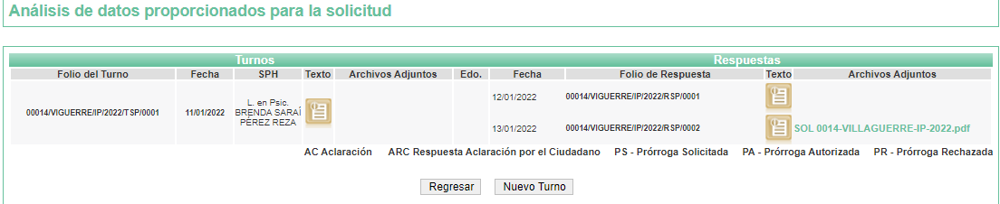 Análisis de datos proporcionados para la solicitud
Turnos Respuestas
Folio del Turno Fecha SPH Texto Archivos Adjuntos Edo. Fecha Folio de Respuesta Texto Archivos Adjuntos
00014/VIGUERRE/IP/2022/TSP/0001 11/01/2022 L. en Psic.
BRENDA SARAÍ
PÉREZ REZA
12/01/2022 00014/VIGUERRE/IP/2022/RSP/0001
13/01/2022 00014/VIGUERRE/IP/2022/RSP/0002 SOL 0014-VILLAGUERRE-IP-2022.pdf
AC Aclaración ARC Respuesta Aclaración por el Ciudadano PS - Prórroga Solicitada PA - Prórroga Autorizada PR - Prórroga Rechazada
Regresar Nuevo Turno